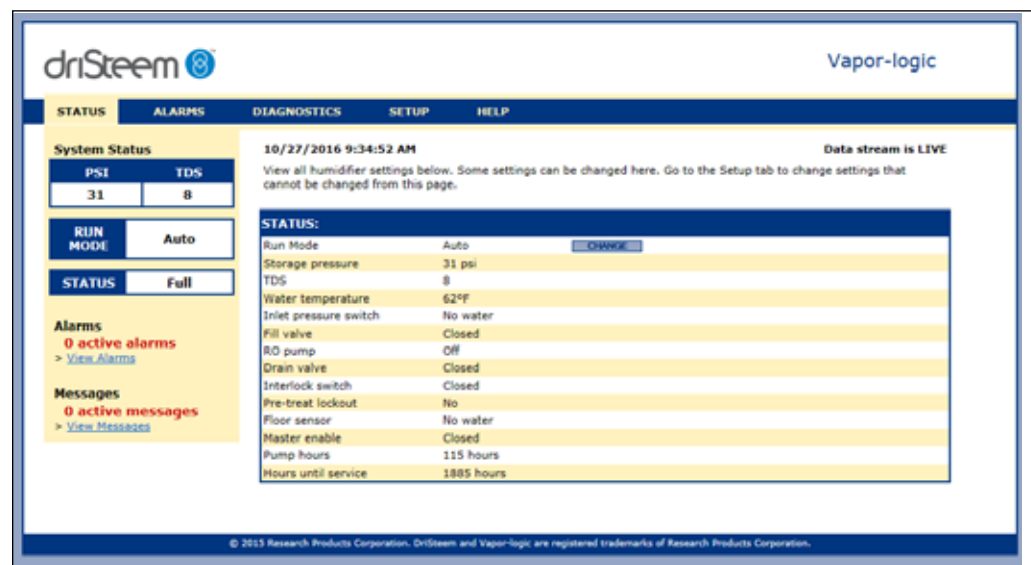 driSteem
Vapor-logic
STATUS ALARMS DIAGNOSTICS SETUP HELP
System Status
PSI TDS
31 8
RUN MODE Auto
STATUS Full
Alarms
0 active alarms
> View Alarms
Messages
0 active messages
> View Messages
10/27/2016 9:34:52 AM Data stream is LIVE
View all humidifier settings below. Some settings can be changed here. Go to the Setup tab to change settings that
cannot be changed from this page.
STATUS:
Run Mode Auto CHANGE
Storage pressure 31 psi
TDS 8
Water temperature 62ºF
Inlet pressure switch No water
Fill valve Closed
RO pump Off
Drain valve Closed
Interlock switch Closed
Pre-treat lockout No
Floor sensor No water
Master enable Closed
Pump hours 115 hours
Hours until service 1885 hours
© 2015 Research Products Corporation. DriSteem and Vapor-logic are registered trademarks of Research Products Corporation.